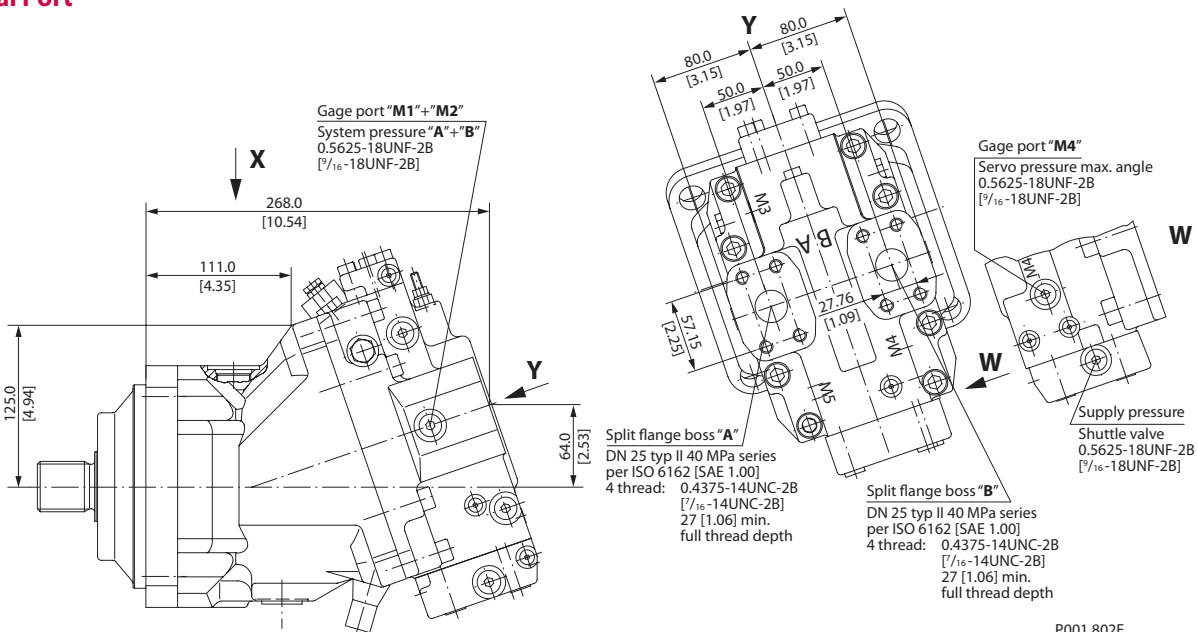 Gage port "M1"+"M2"
System pressure "A"+"B"
0.5625-18UNF-2B
[9/16-18UNF-2B]
X
268.0
[10.54]
111.0
[4.35]
125.0
[4.94]
Y
64.0
[2.53]
Y
80.0
[3.15]
80.0
[3.15]
50.0
[1.97]
50.0
[1.97]
M3
B A
27.76
[1.09]
57.15
[2.25]
M4
M5
W
Split flange boss "A"
DN 25 typ II 40 MPa series
per ISO 6162 [SAE 1.00]
4 thread: 0.4375-14UNC-2B
[7/16-14UNC-2B]
27 [1.06] min.
full thread depth
Split flange boss "B"
DN 25 typ II 40 MPa series
per ISO 6162 [SAE 1.00]
4 thread: 0.4375-14UNC-2B
[7/16-14UNC-2B]
27 [1.06] min.
full thread depth
Gage port "M4"
Servo pressure max. angle
0.5625-18UNF-2B
[9/16-18UNF-2B]
W
M4
Supply pressure
Shuttle valve
0.5625-18UNF-2B
[9/16-18UNF-2B]